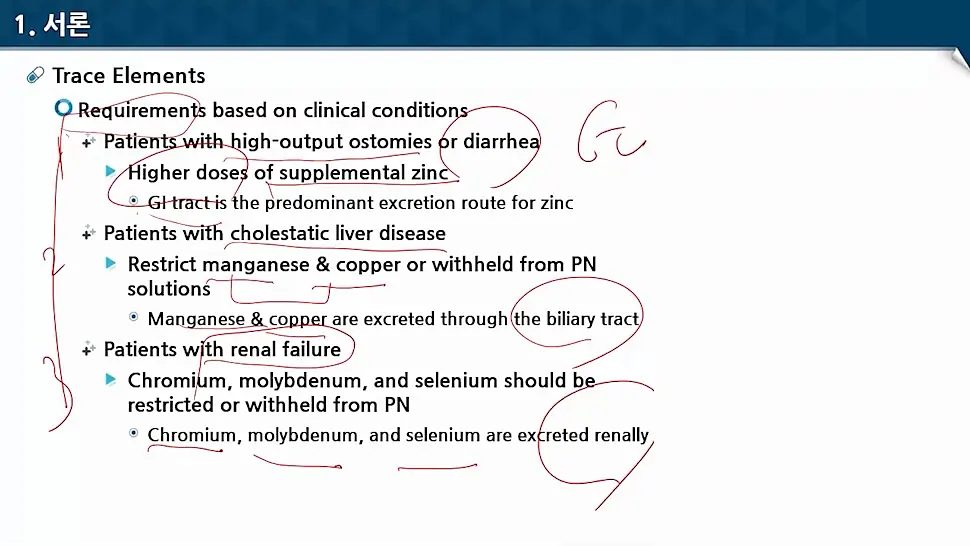 1. 서론
Trace Elements
Requirements based on clinical conditions
Patients with high-output ostomies or diarrhea
Higher doses of supplemental zinc
GI tract is the predominant excretion route for zinc
Patients with cholestatic liver disease
Restrict manganese & copper or withheld from PN
solutions
Manganese & copper are excreted through the biliary tract
Patients with renal failure
Chromium, molybdenum, and selenium should be
restricted or withheld from PN
Chromium, molybdenum, and selenium are excreted renally
1
2
3